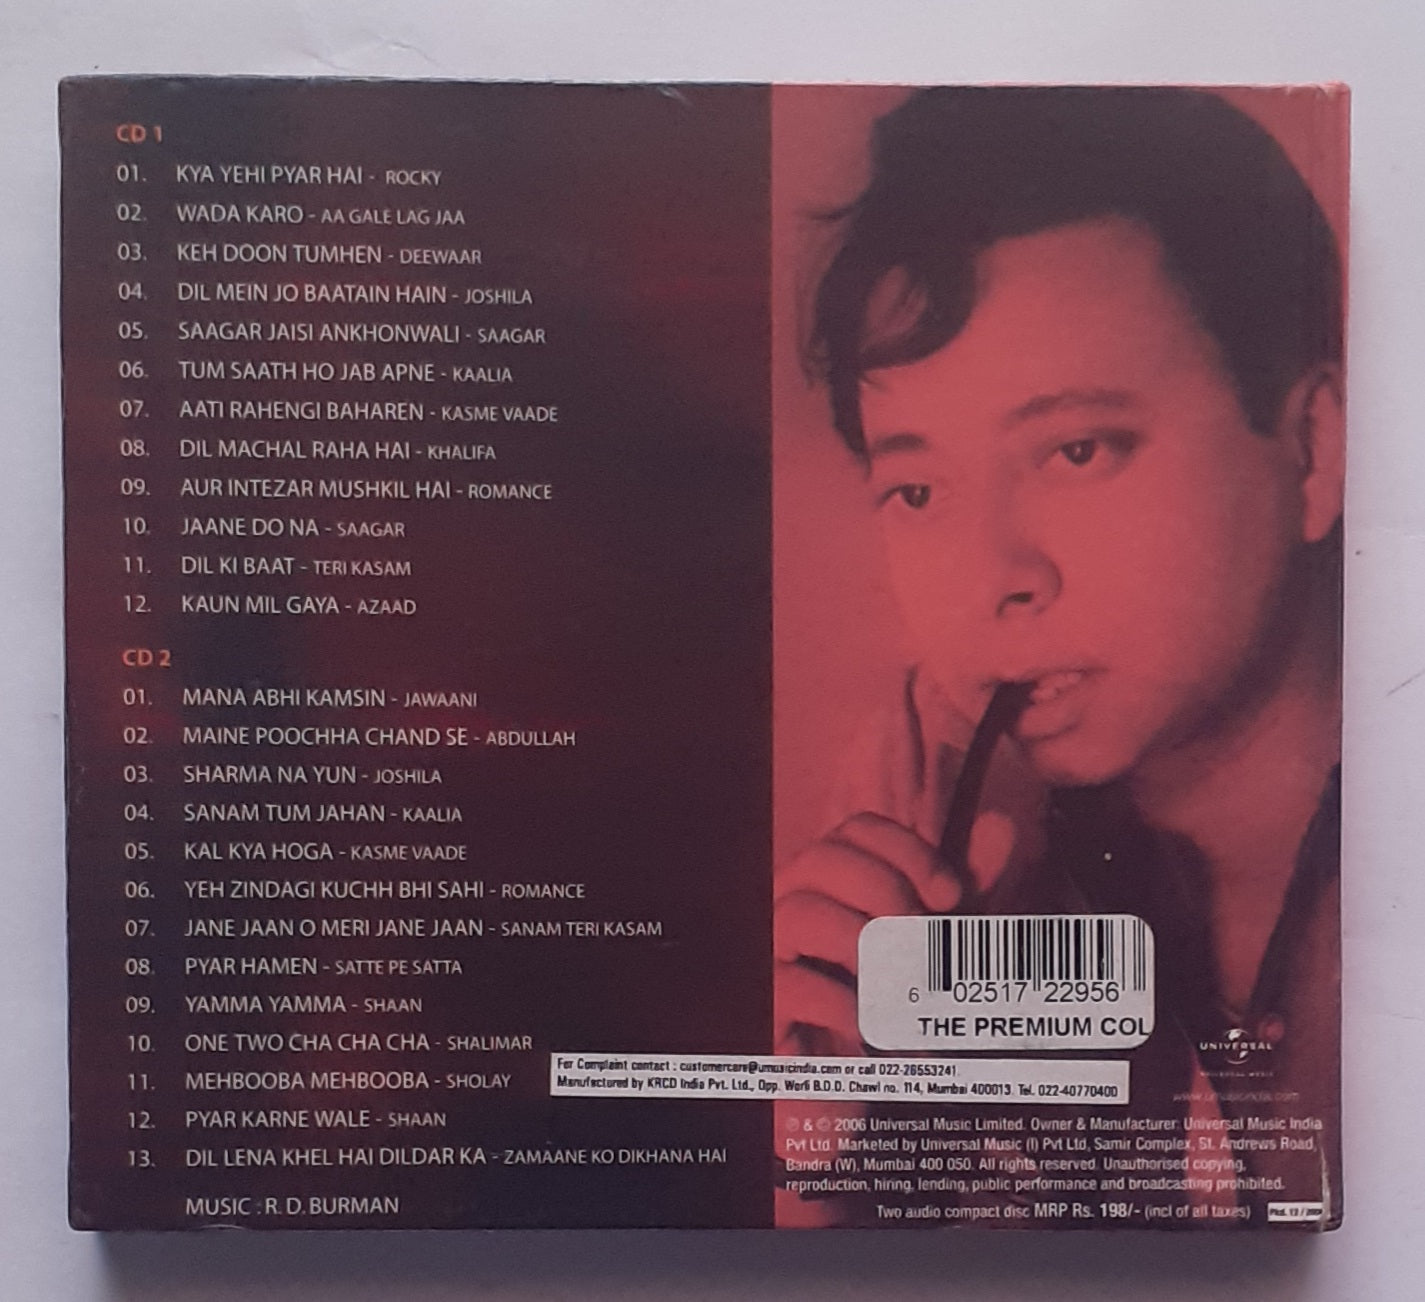 CD 1
01. KYA YEHI PYAR HAI - ROCKY
02. WADA KARO - AA GALE LAG JAA
03. KEH DOON TUMHEN - DEEWAAR
04. DIL MEIN JO BAATAIN HAIN - JOSHILA
05. SAAGAR JAISI ANKHONWALI - SAAGAR
06. TUM SAATH HO JAB APNE - KAALIA
07. AATI RAHENGI BAHAREN - KASME VAADE
08. DIL MACHAL RAHA HAI - KHALIFA
09. AUR INTEZAR MUSHKIL HAI - ROMANCE
10. JAANE DO NA - SAAGAR
11. DIL KI BAAT - TERI KASAM
12. KAUN MIL GAYA - AZAAD
CD 2
01. MANA ABHI KAMSIN - JAWAANI
02. MAINE POOCHHA CHAND SE - ABDULLAH
03. SHARMA NA YUN - JOSHILA
04. SANAM TUM JAHAN - KAALIA
05. KAL KYA HOGA - KASME VAADE
06. YEH ZINDAGI KUCHH BHI SAHI - ROMANCE
07. JANE JAAN O MERI JANE JAAN - SANAM TERI KASAM
08. PYAR HAMEN - SATTE PE SATTA
09. YAMMA YAMMA - SHAAN
10. ONE TWO CHA CHA CHA - SHALIMAR
11. MEHBOOBA MEHBOOBA - SHOLAY
12. PYAR KARNE WALE - SHAAN
13. DIL LENA KHEL HAI DILDAR KA - ZAMAANE KO DIKHANA HAI
MUSIC : R. D. BURMAN
6 02517 22956
THE PREMIUM COL
UNIVERSAL
UNIVERSAL MUSIC
www.umusicindia.com
For Complaint contact : customercare@umusicindia.com or call 022-26553241.
Manufactured by KRCD India Pvt. Ltd., Opp. Worli B.D.D. Chawl no. 114, Mumbai 400013. Tel. 022-40770400
℗ & © 2006 Universal Music Limited. Owner & Manufacturer: Universal Music India
Pvt Ltd. Marketed by Universal Music (I) Pvt Ltd, Samir Complex, St. Andrews Road,
Bandra (W), Mumbai 400 050. All rights reserved. Unauthorised copying,
reproduction, hiring, lending, public performance and broadcasting prohibited.
Two audio compact disc MRP Rs. 198/- (incl of all taxes)